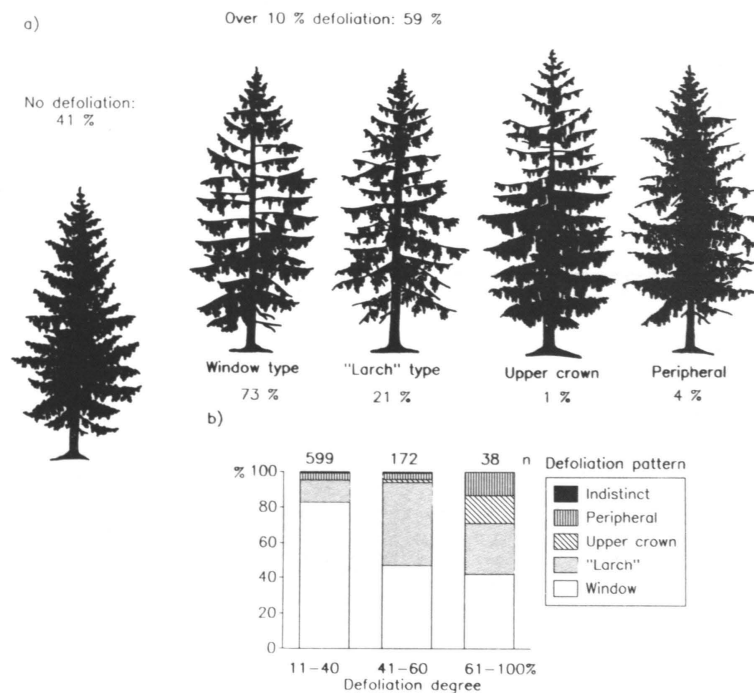 a)
Over 10 % defoliation: 59 %
No defoliation:
41 %
Window type
"Larch" type
Upper crown
Peripheral
73 %
21 %
1 %
4 %
b)
599 172 38 n
Defoliation pattern
% 100
80
60
40
20
0
Indistinct
Peripheral
Upper crown
"Larch"
Window
11-40 41-60 61-100%
Defoliation degree